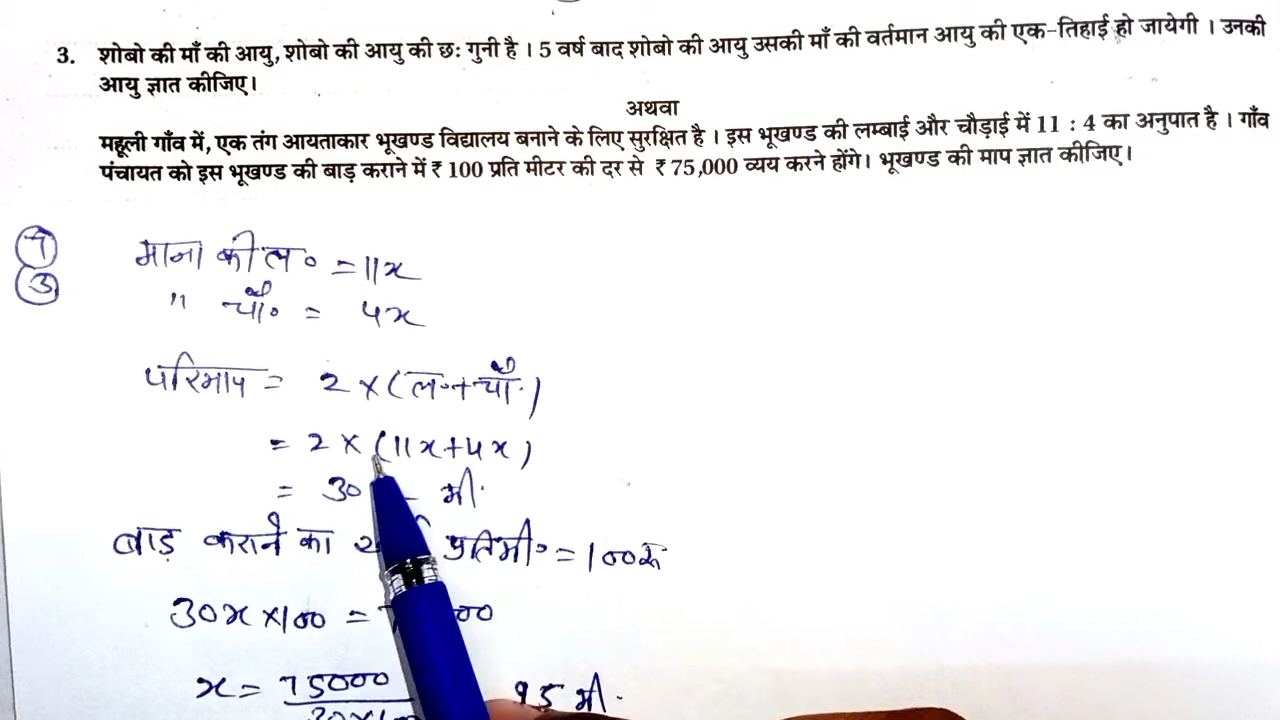 3. शोबो की माँ की आयु, शोबो की आयु की छः गुनी है । 5 वर्ष बाद शोबो की आयु उसकी माँ की वर्तमान आयु की एक-तिहाई हो जायेगी । उनकी
आयु ज्ञात कीजिए।
अथवा
महूली गाँव में, एक तंग आयताकार भूखण्ड विद्यालय बनाने के लिए सुरक्षित है । इस भूखण्ड की लम्बाई और चौड़ाई में 11 : 4 का अनुपात है । गाँव
पंचायत को इस भूखण्ड की बाड़ कराने में ₹ 100 प्रति मीटर की दर से ₹ 75,000 व्यय करने होंगे। भूखण्ड की माप ज्ञात कीजिए।
7 माना की ल० = 11x
3 " चौ० = 4x
परिमाप = 2 × (ल०+चौ.)
= 2 × (11x+4x)
= 30 मी.
बाड़ कराने का प्रतिमी० = 100रु
30x ×100 = 00
x = 75000 मी.
30×100